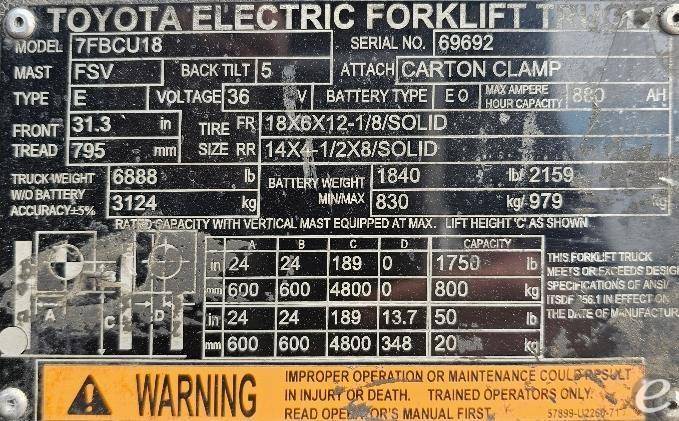 TOYOTA ELECTRIC FORKLIFT
MODEL 7FBCU18 SERIAL NO. 69692
MAST FSV BACK TILT 5 ATTACH CARTON CLAMP
TYPE E VOLTAGE 36 V BATTERY TYPE E O MAX AMPERE HOUR CAPACITY 880 AH
FRONT TREAD 31.3 in TIRE SIZE FR 18X6X12-1/8/SOLID
795 mm RR 14X4-1/2X8/SOLID
TRUCK WEIGHT W/O BATTERY ACCURACY±5% 6888 lb BATTERY WEIGHT MIN/MAX 1840 lb/ 2159
3124 kg 830 kg/ 979 kg
RATED CAPACITY WITH VERTICAL MAST EQUIPPED AT MAX. LIFT HEIGHT 'C' AS SHOWN
A B C D CAPACITY
in 24 24 189 0 1750 lb
mm 600 600 4800 0 800 kg
in 24 24 189 13.7 50 lb
mm 600 600 4800 348 20 kg
A C D
THIS FORKLIFT TRUCK
MEETS OR EXCEEDS DESIGN
SPECIFICATIONS OF ANSI/
ITSDF IN EFFECT ON
THE DATE OF MANUFACTUR
WARNING
IMPROPER OPERATION OR MAINTENANCE COULD RESULT
IN INJURY OR DEATH. TRAINED OPERATORS ONLY.
READ OPERATOR'S MANUAL FIRST.
e